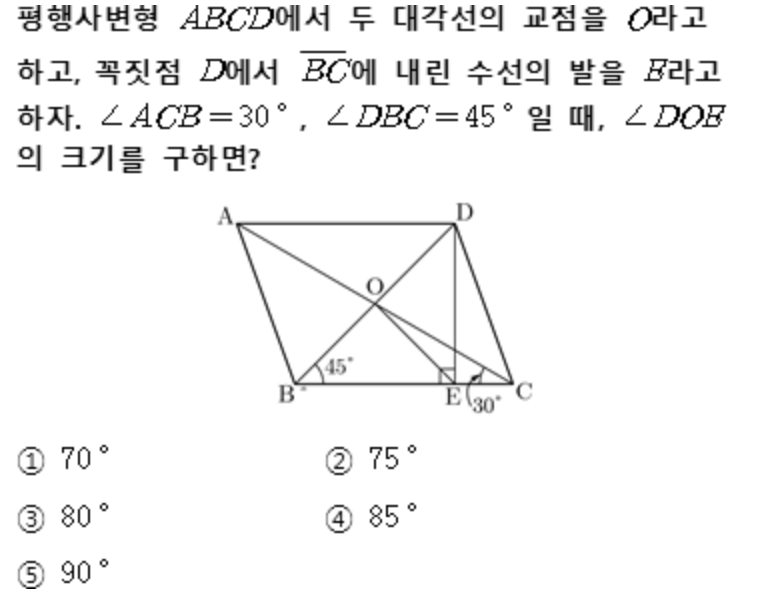 평행사변형 ABCD에서 두 대각선의 교점을 O라고
하고, 꼭짓점 D에서 BC에 내린 수선의 발을 E라고
하자. ∠ACB=30°, ∠DBC=45°일 때, ∠DOE
의 크기를 구하면?
A
D
O
45°
B
E
30°
C
① 70°
② 75°
③ 80°
④ 85°
⑤ 90°